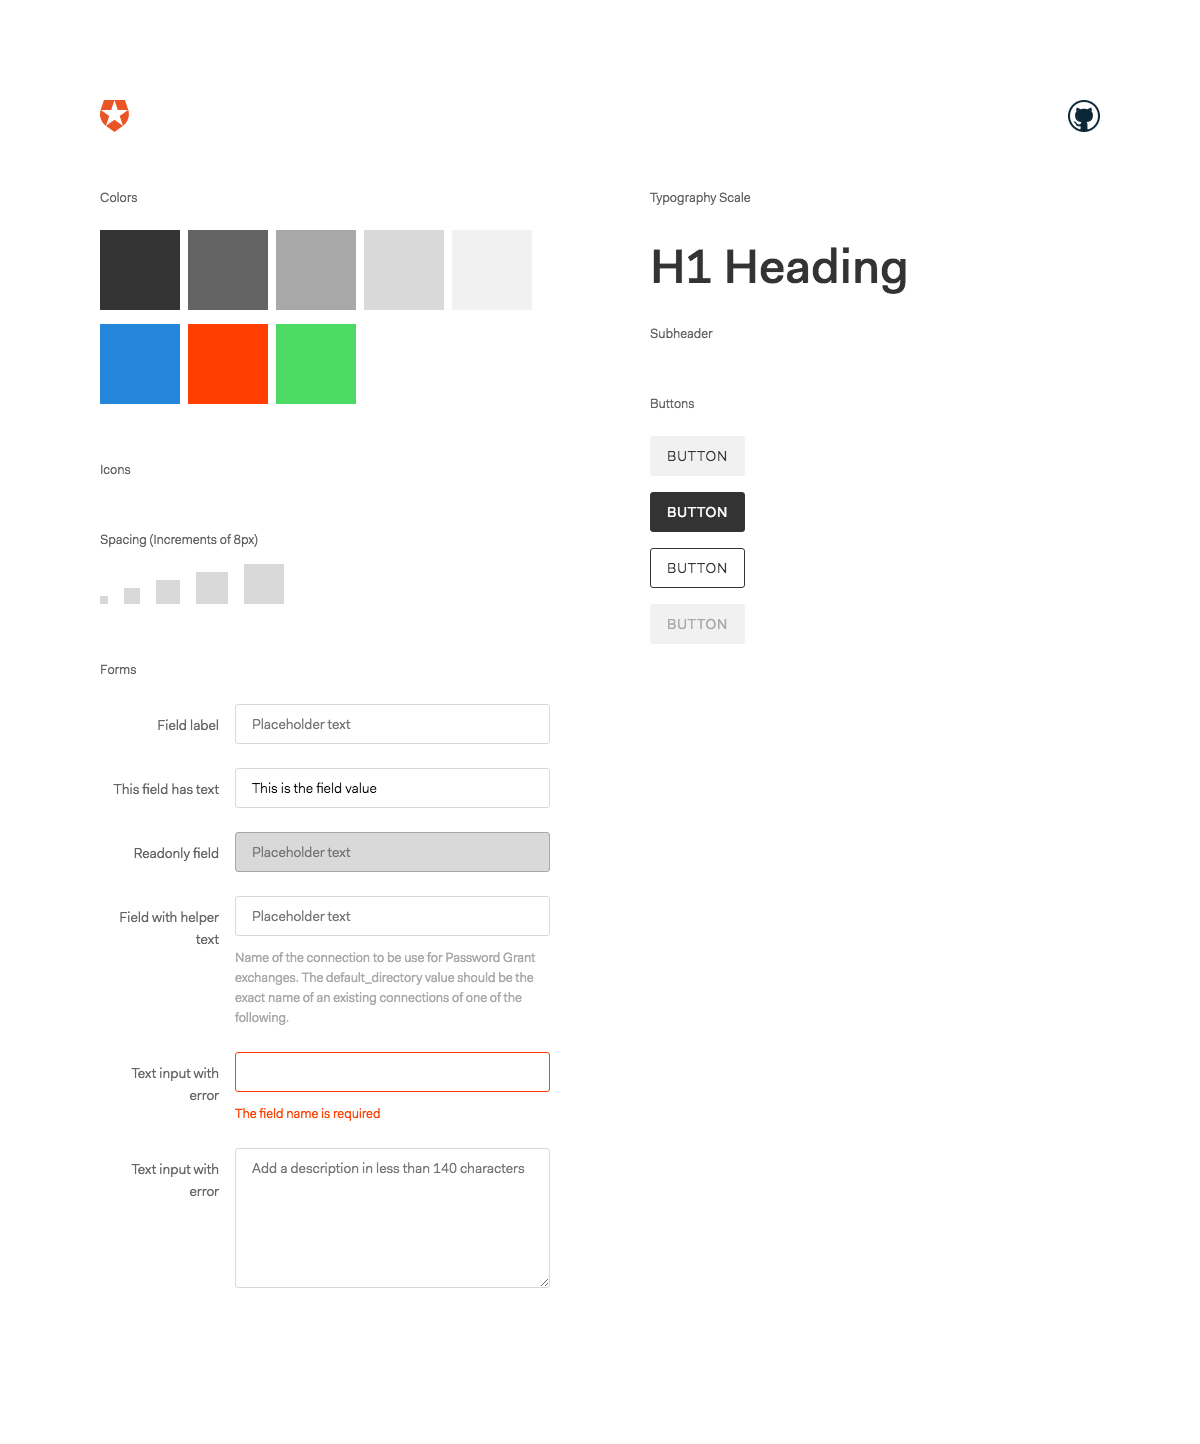 Colors
Icons
Spacing (Increments of 8px)
Forms
Field label
Placeholder text
This field has text
This is the field value
Readonly field
Placeholder text
Field with helper
text
Placeholder text
Name of the connection to be use for Password Grant
exchanges. The default_directory value should be the
exact name of an existing connections of one of the
following.
Text input with
error
The field name is required
Text input with
error
Add a description in less than 140 characters
Typography Scale
H1 Heading
Subheader
Buttons
BUTTON
BUTTON
BUTTON
BUTTON